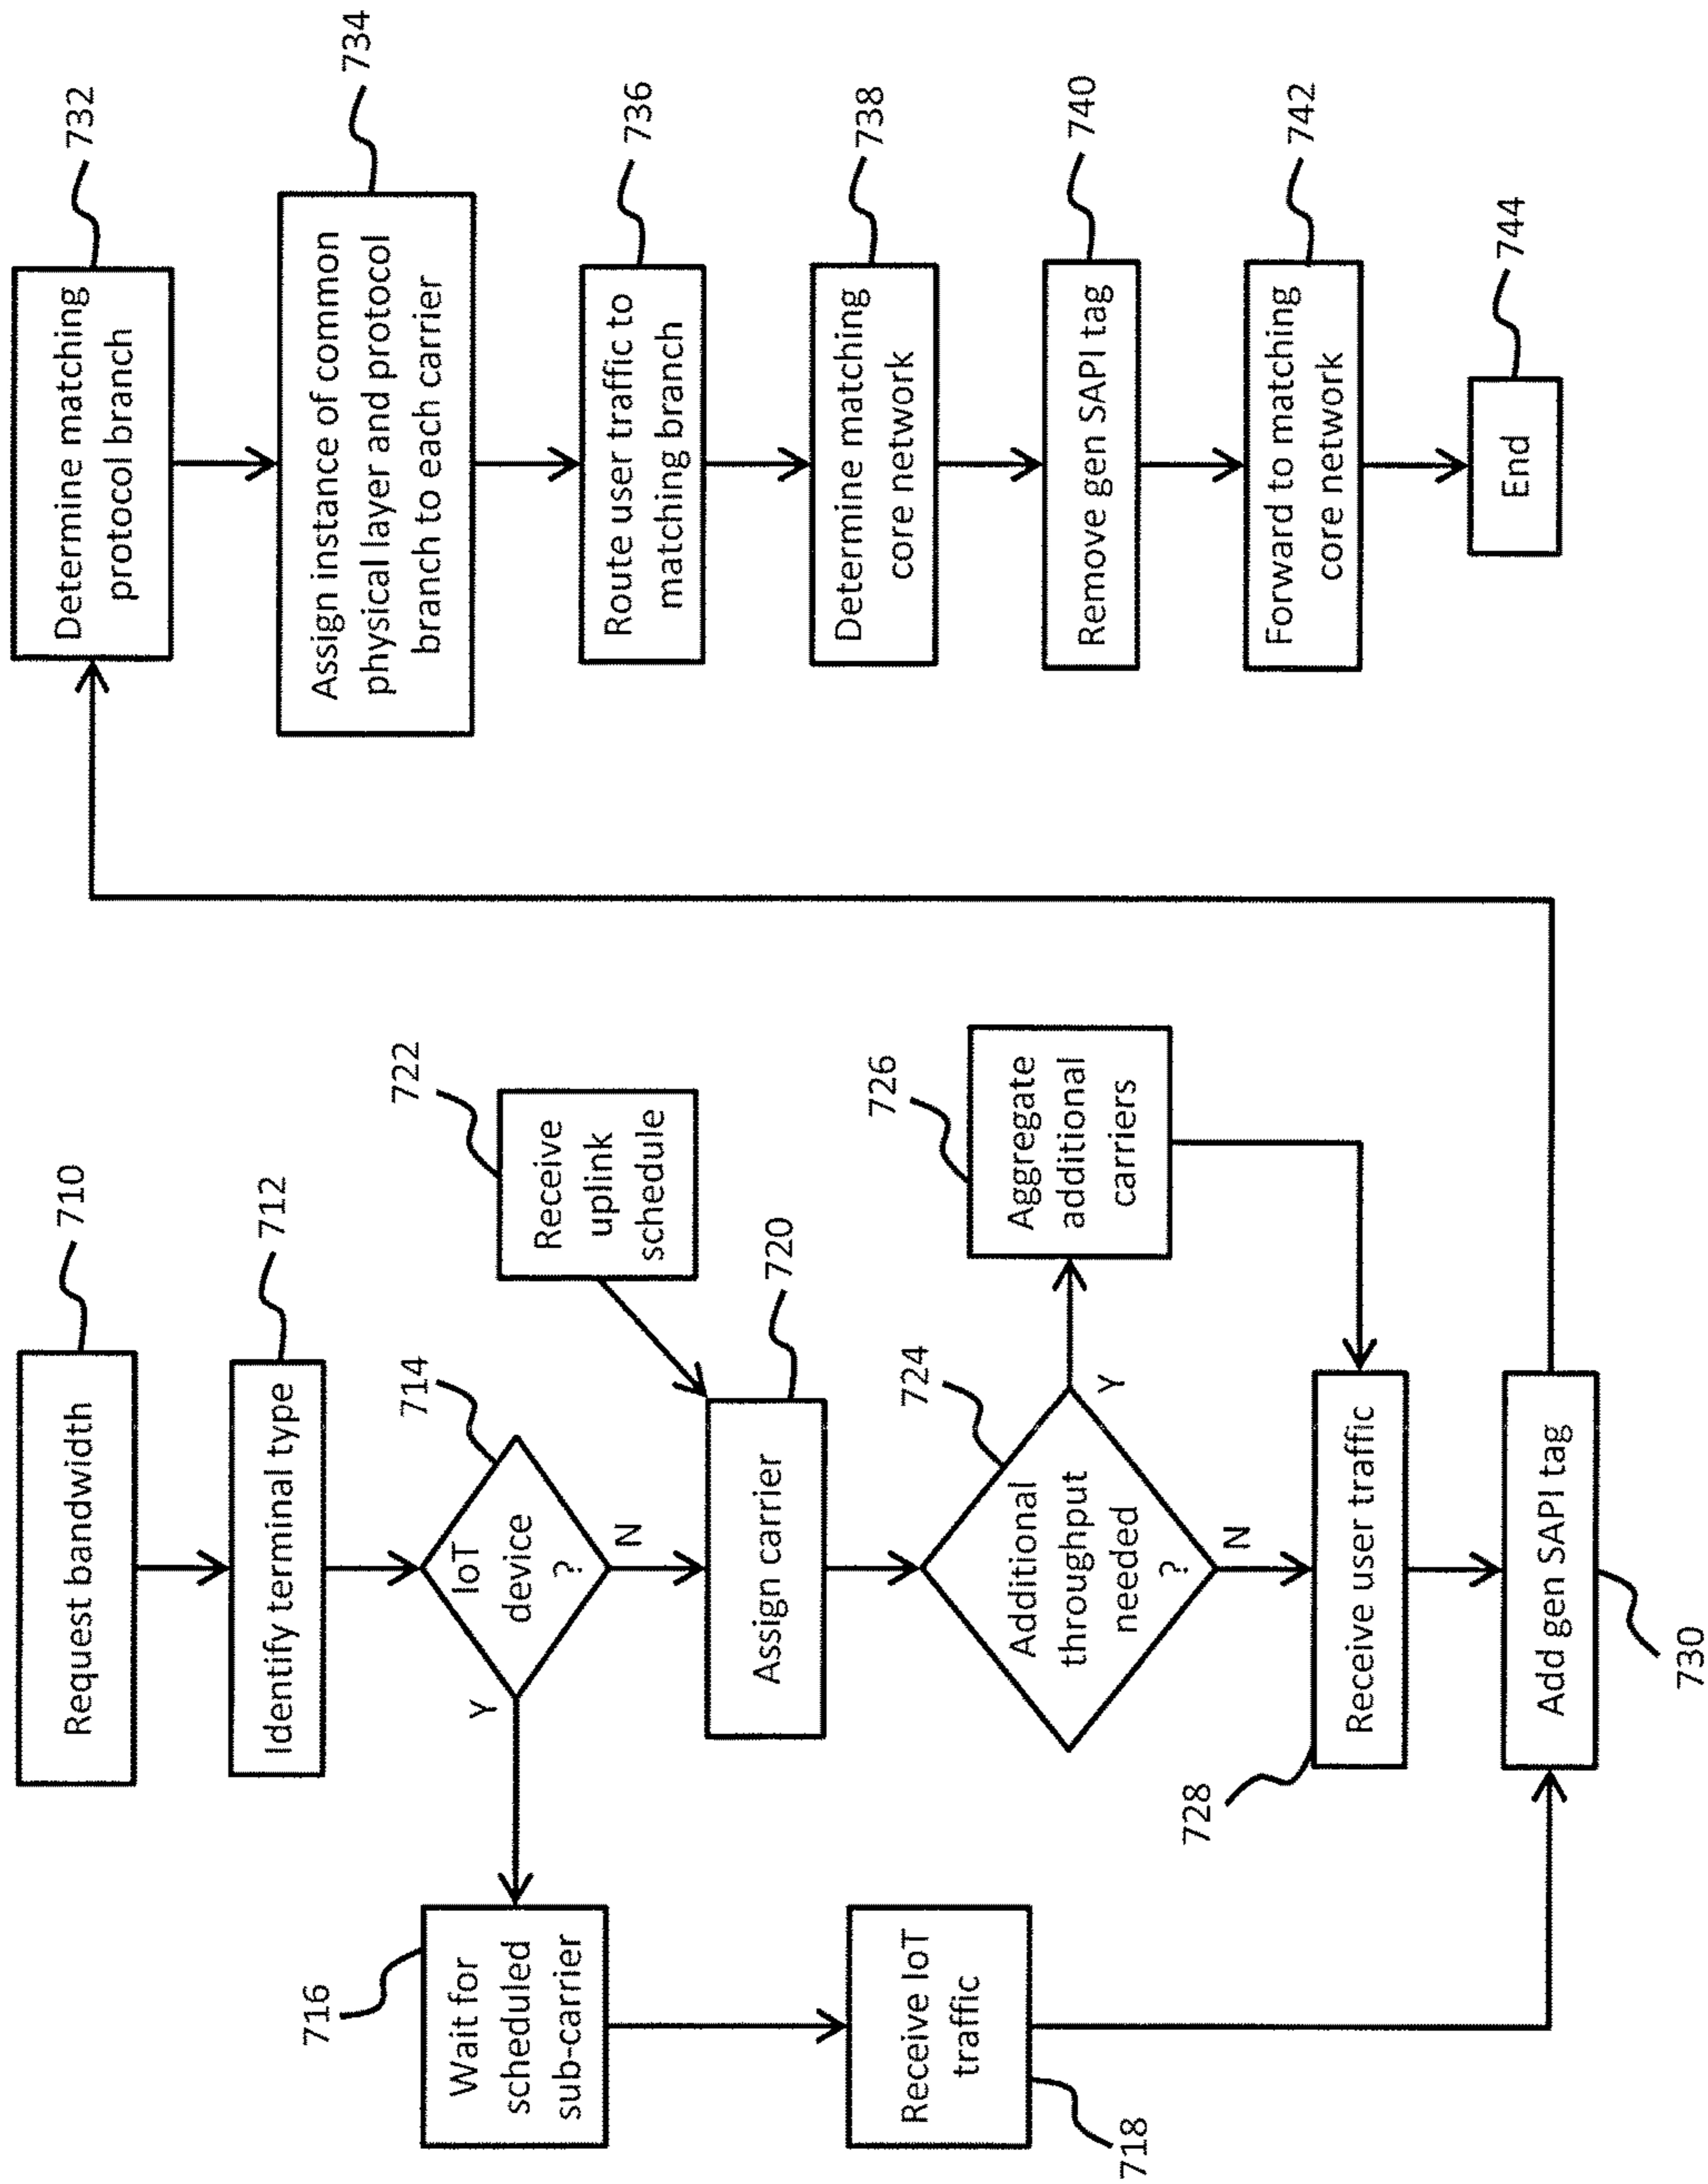 Request bandwidth
710
Identify terminal type
712
IoT
device
?
714
Y
N
Wait for
scheduled
sub-carrier
716
Receive IoT
traffic
718
Receive
uplink
schedule
722
Assign carrier
720
Additional
throughput
needed
?
724
Y
N
Aggregate
additional
carriers
726
Receive user traffic
728
Add gen SAPI tag
730
Determine matching
protocol branch
732
Assign instance of common
physical layer and protocol
branch to each carrier
734
Route user traffic to
matching branch
736
Determine matching
core network
738
Remove gen SAPI tag
740
Forward to matching
core network
742
End
744